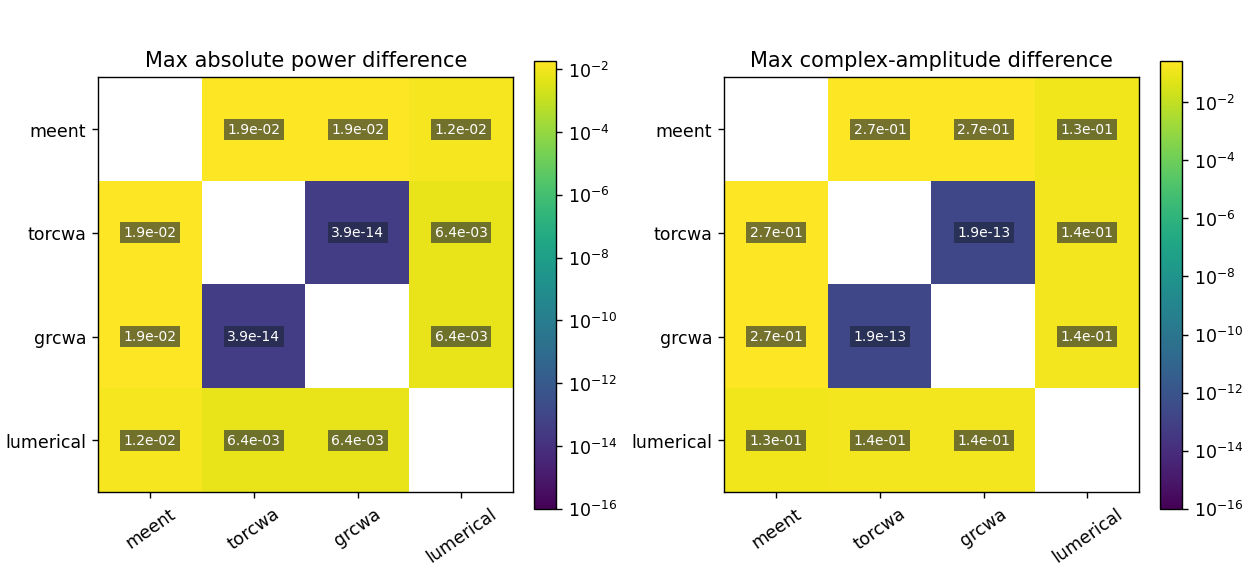 Max absolute power difference
meent
1.9e-02
1.9e-02
1.2e-02
torcwa
1.9e-02
3.9e-14
6.4e-03
grcwa
1.9e-02
3.9e-14
6.4e-03
lumerical
1.2e-02
6.4e-03
6.4e-03
meent
torcwa
grcwa
lumerical
10⁻²
10⁻⁴
10⁻⁶
10⁻⁸
10⁻¹⁰
10⁻¹²
10⁻¹⁴
10⁻¹⁶
Max complex-amplitude difference
meent
2.7e-01
2.7e-01
1.3e-01
torcwa
2.7e-01
1.9e-13
1.4e-01
grcwa
2.7e-01
1.9e-13
1.4e-01
lumerical
1.3e-01
1.4e-01
1.4e-01
meent
torcwa
grcwa
lumerical
10⁻²
10⁻⁴
10⁻⁶
10⁻⁸
10⁻¹⁰
10⁻¹²
10⁻¹⁴
10⁻¹⁶